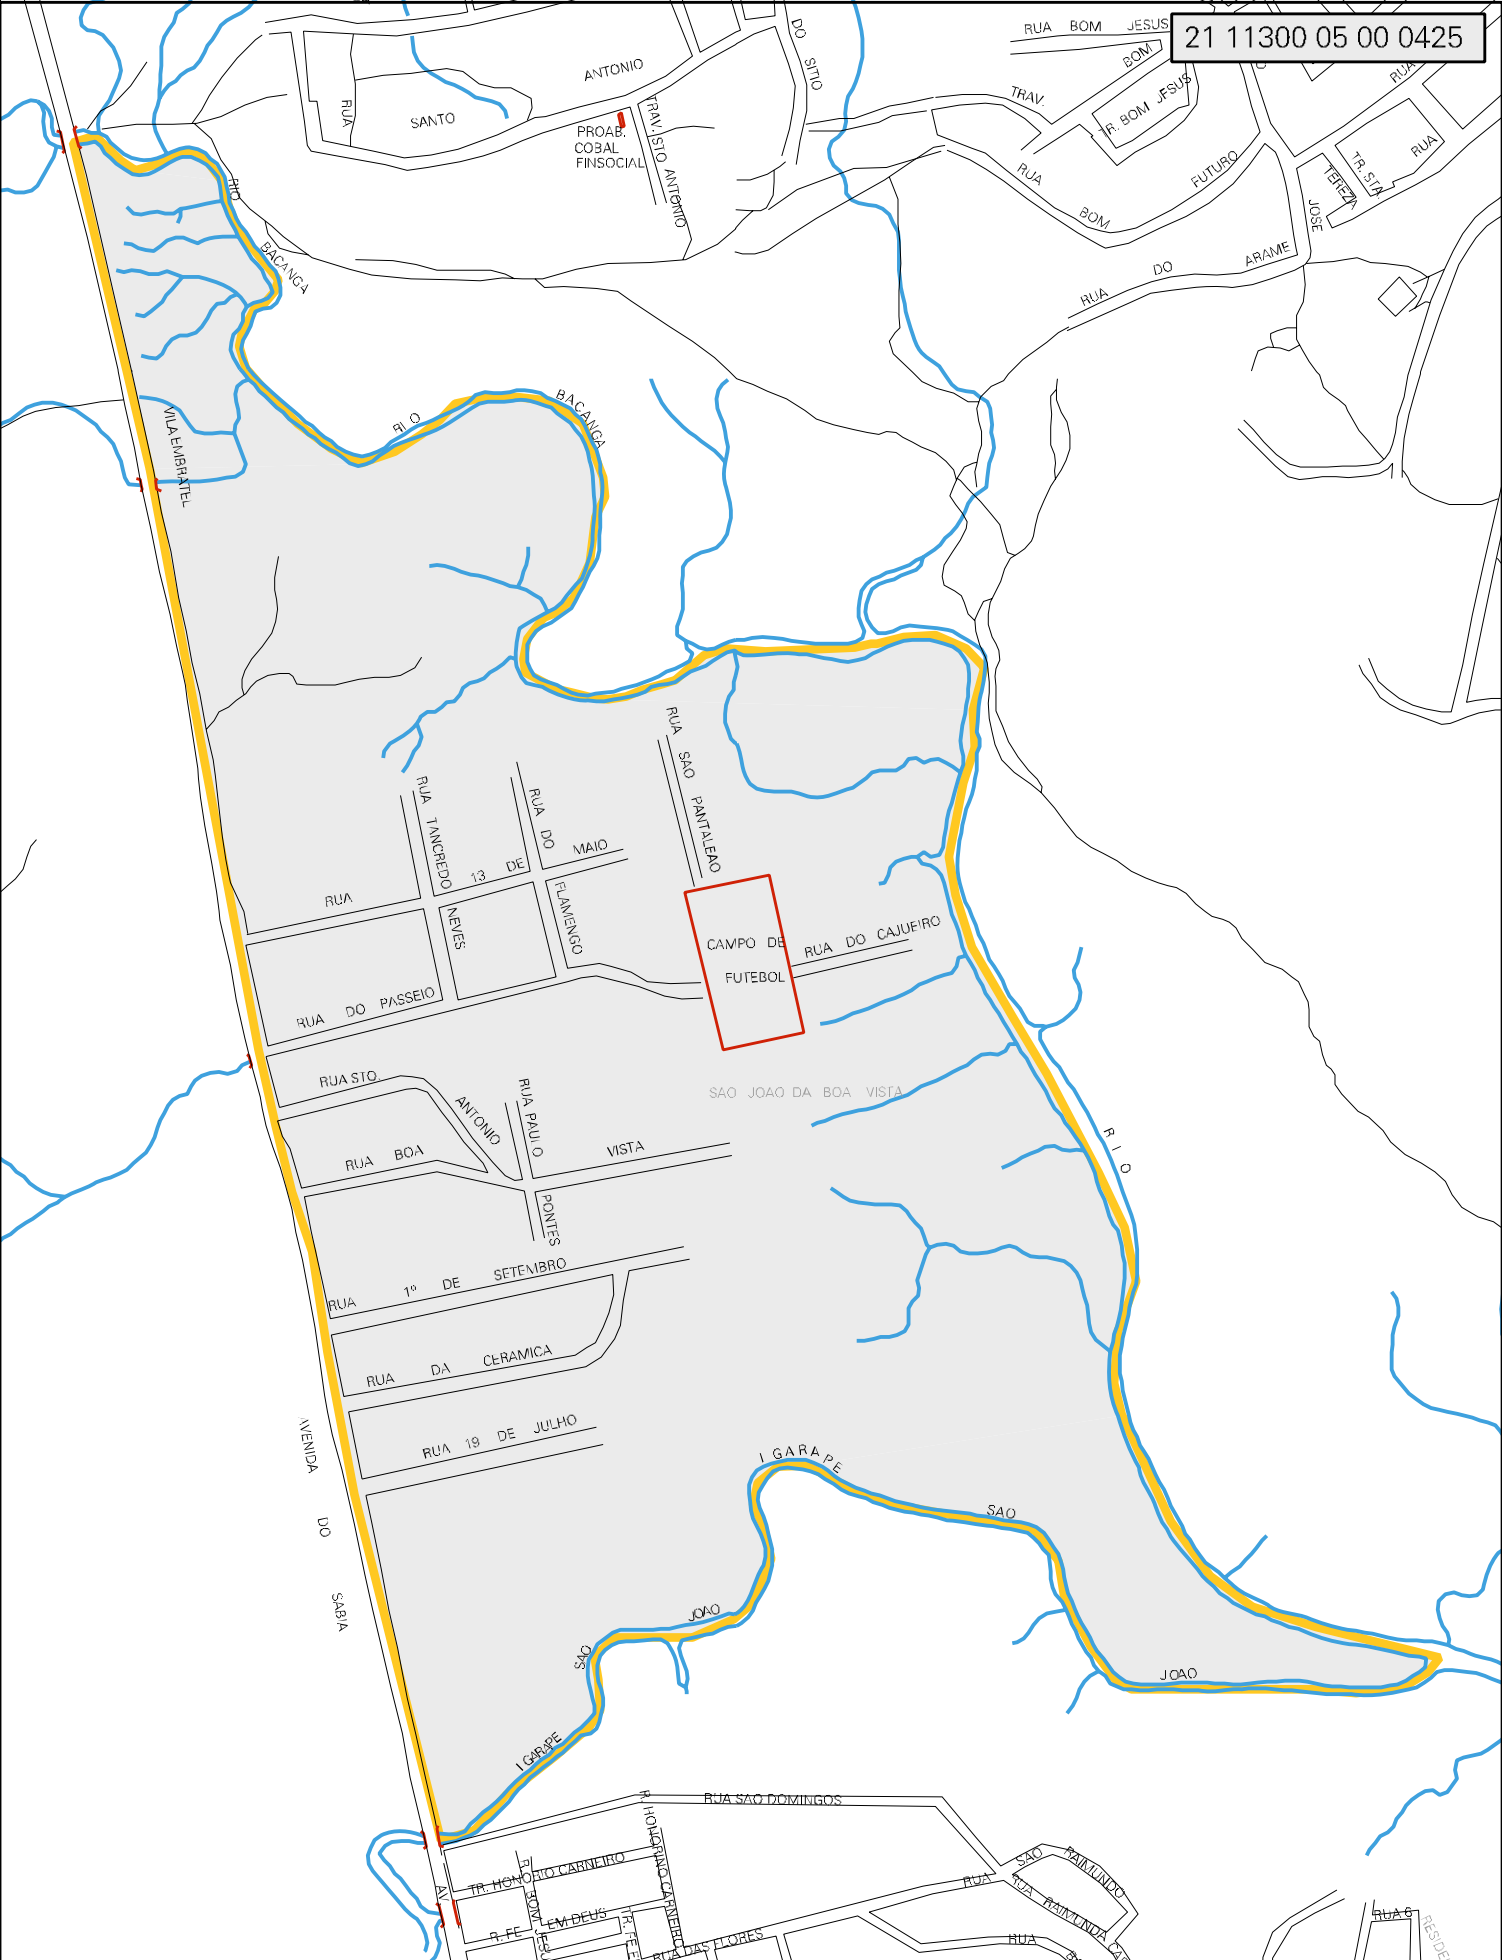 21 11300 05 00 0425
RUA BOM JESUS
DO SITIO
ANTONIO
BOM
RUA
TRAV.
TR. BOM JESUS
RUA
SANTO
TRAV. STO ANTONIO
PROAB.
COBAL
FINSOCIAL
RUA
TR. STA.
TEREZA
FUTURO
RUA
BOM
JOSE
RIO
BACANGA
RUA DO ARAME
RIO
BACANGA
VILA EMBRATEL
RUA SAO PANTALEAO
RUA TANCREDO
NEVES
RUA DO
FLAMENGO
RUA 13 DE MAIO
CAMPO DE
FUTEBOL
RUA DO CAJUEIRO
RUA DO PASSEIO
RUA STO.
ANTONIO
RUA PAULO
PONTES
SAO JOAO DA BOA VISTA
RUA BOA VISTA
RIO
RUA 1º DE SETEMBRO
RUA DA CERAMICA
RUA 19 DE JULHO
AVENIDA DO SABIA
IGARAPE
SAO
JOAO
JOAO
SAO
IGARAPE
RUA SAO DOMINGOS
R. HONORINO CARNEIRO
TR. HONORIO CARNEIRO
SAO RAIMUNDO
RUA
RUA RAIMUNDA
AV.
R. FE EM DEUS
RUA DAS FLORES
RUA
RUA 6